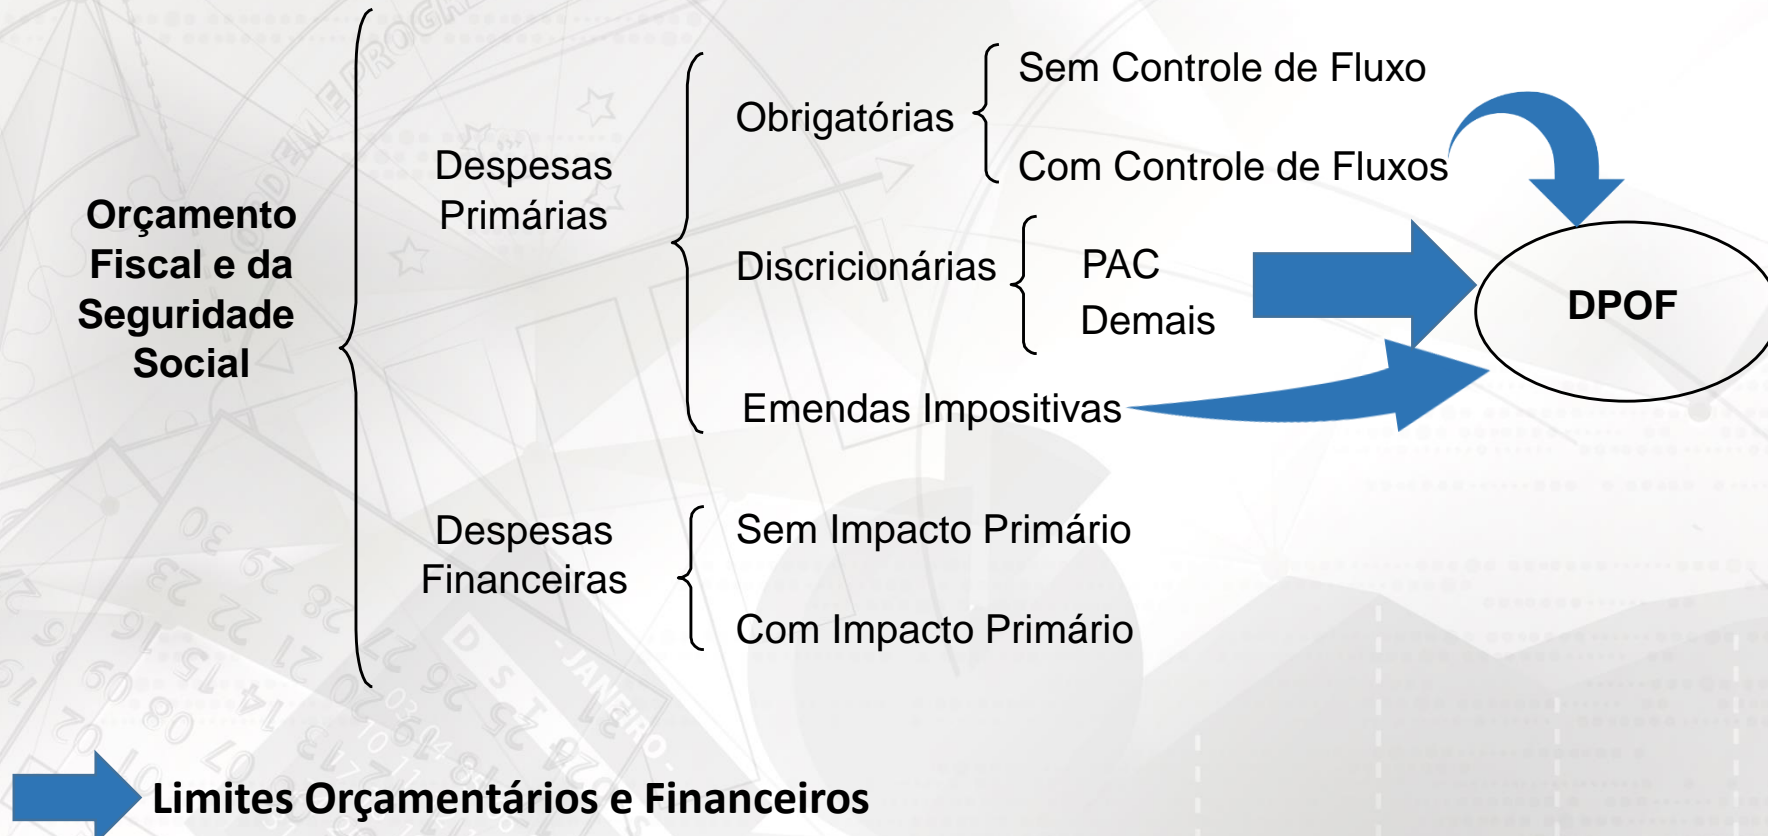 Orçamento
Fiscal e da
Seguridade
Social
Despesas
Primárias
Obrigatórias
Sem Controle de Fluxo
Com Controle de Fluxos
Discricionárias
PAC
Demais
Emendas Impositivas
DPOF
Despesas
Financeiras
Sem Impacto Primário
Com Impacto Primário
Limites Orçamentários e Financeiros